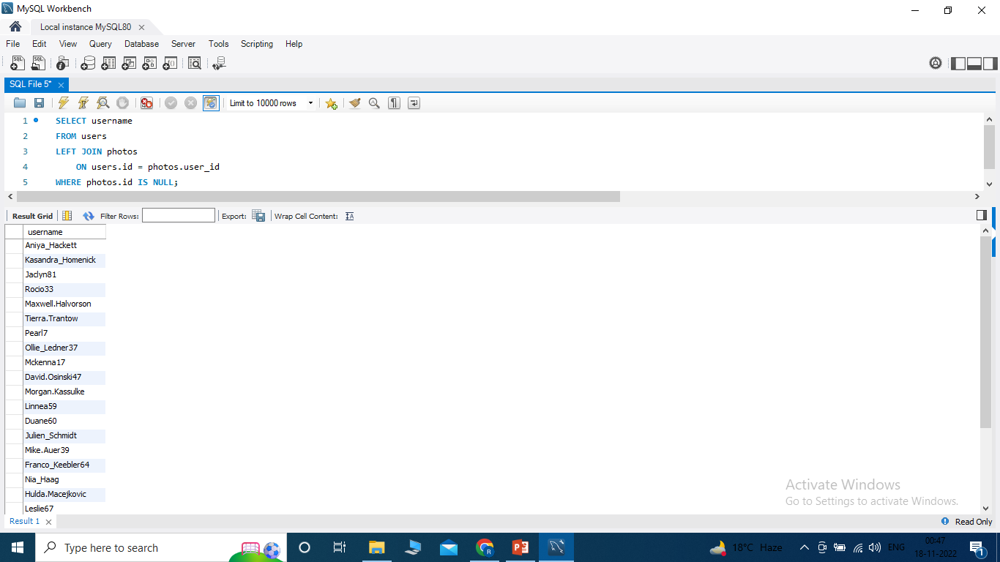 MySQL Workbench
Local instance MySQL80
File Edit View Query Database Server Tools Scripting Help
SQL File 5*
Limit to 10000 rows
1 SELECT username
2 FROM users
3 LEFT JOIN photos
4 ON users.id = photos.user_id
5 WHERE photos.id IS NULL;
Result Grid Filter Rows: Export: Wrap Cell Content:
username
Aniya_Hackett
Kasandra_Homenick
Jaclyn81
Rocio33
Maxwell.Halvorson
Tierra.Trantow
Pearl7
Ollie_Ledner37
Mckenna17
David.Osinski47
Morgan.Kassulke
Linnea59
Duane60
Julien_Schmidt
Mike.Auer39
Franco_Keebler64
Nia_Haag
Hulda.Macejkovic
Leslie67
Activate Windows
Go to Settings to activate Windows.
Result 1 Read Only
Type here to search
18°C Haze
ENG
00:47
18-11-2022
1